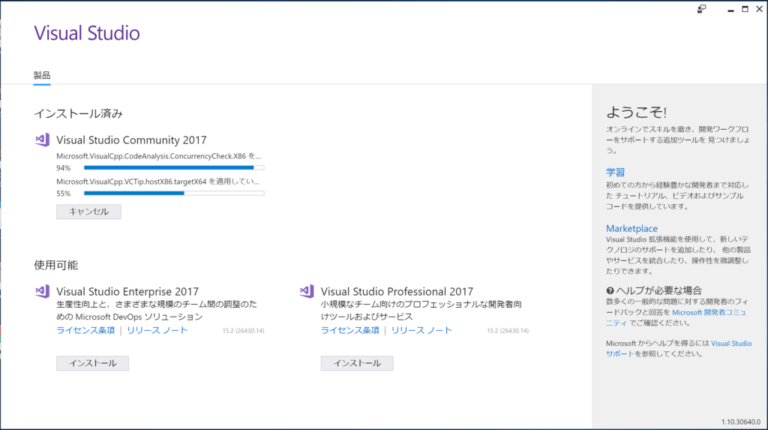 Visual Studio
製品
インストール済み
Visual Studio Community 2017
Microsoft.VisualCpp.CodeAnalysis.ConcurrencyCheck.X86 を...
94%
Microsoft.VisualCpp.VCTip.hostX86.targetX64 を適用してい...
55%
キャンセル
使用可能
Visual Studio Enterprise 2017
生産性向上と、さまざまな規模のチーム間の調整のた
めの Microsoft DevOps ソリューション
ライセンス条項 | リリース ノート 15.2 (26430.14)
インストール
Visual Studio Professional 2017
小規模なチーム向けのプロフェッショナルな開発者向
けツールおよびサービス
ライセンス条項 | リリース ノート 15.2 (26430.14)
インストール
ようこそ!
オンラインでスキルを磨き、開発ワークフロ
ーをサポートする追加ツールを 見つけましょ
う。
学習
初めての方から経験豊かな開発者まで対応し
た チュートリアル、ビデオおよびサンプル
コードを提供しています。
Marketplace
Visual Studio 拡張機能を使用して、新しいテ
クノロジのサポートを追加したり、 他の製品
やサービスを統合したり、操作性を微調整し
たりできます。
ヘルプが必要な場合
数多くの一般的な問題に対する開発者のフィ
ードバックと回答を Microsoft 開発者コミュ
ニティ でご確認ください。
Microsoft からヘルプを得るには Visual Studio
サポートを参照してください。
1.10.30640.0